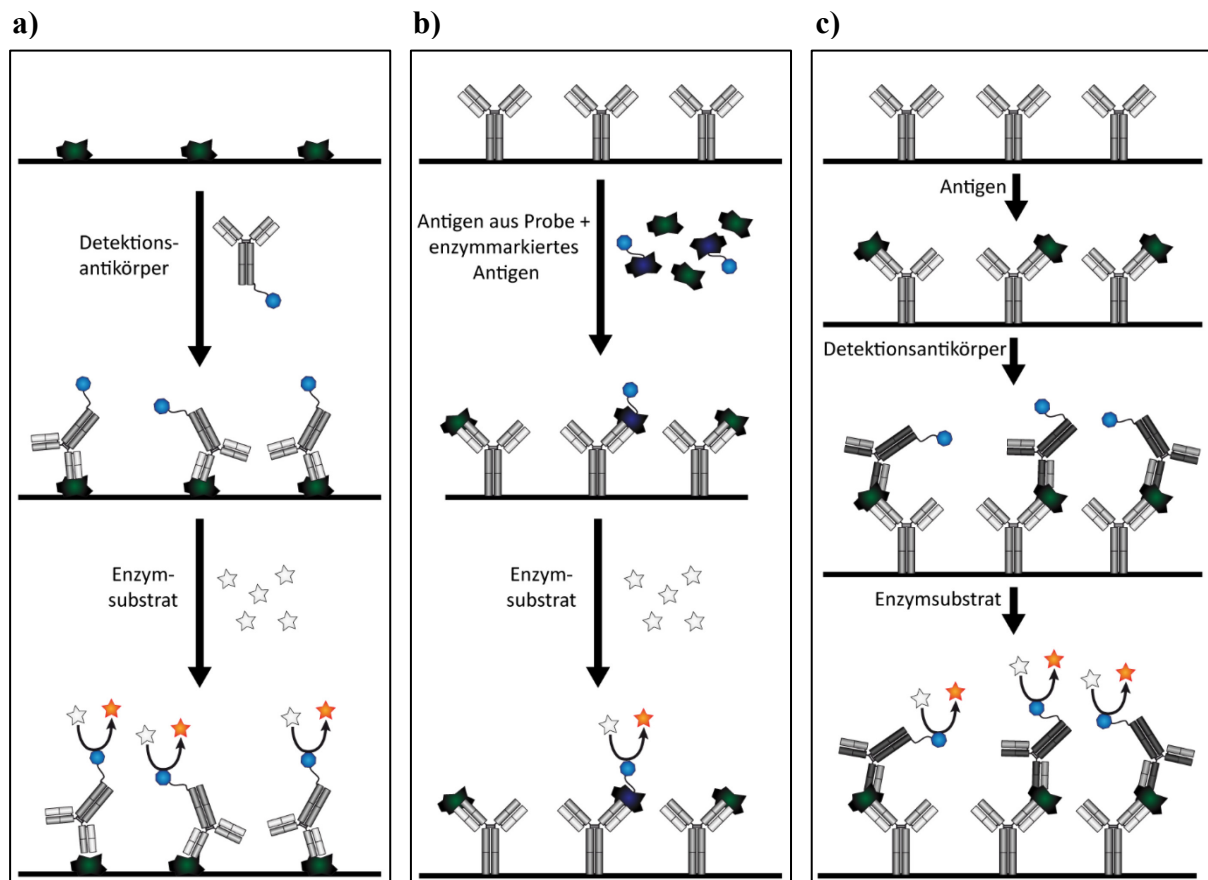 a)
Detektions-
antikörper
Enzym-
substrat
b)
Antigen aus Probe +
enzymmarkiertes
Antigen
Enzym-
substrat
c)
Antigen
Detektionsantikörper
Enzymsubstrat